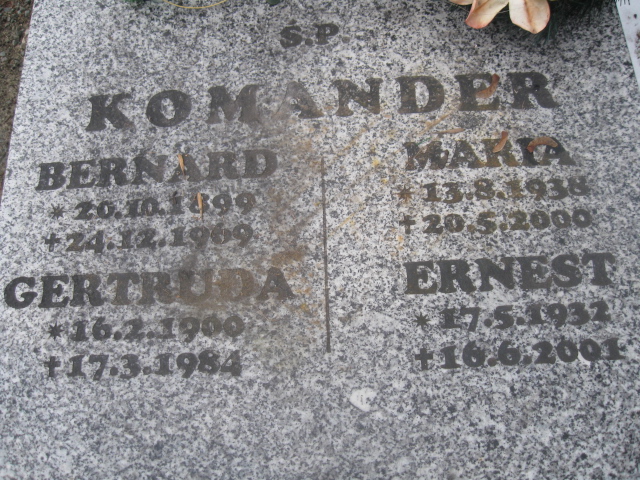 S.P
KOMANDER
BERNARD
* 20.10.1899
+ 24.12.1969
GERTRUDA
* 16.2.1900
+ 17.3.1984
MARIA
* 13.8.1938
+ 20.5.2000
ERNEST
* 17.5.1932
+ 16.6.2001